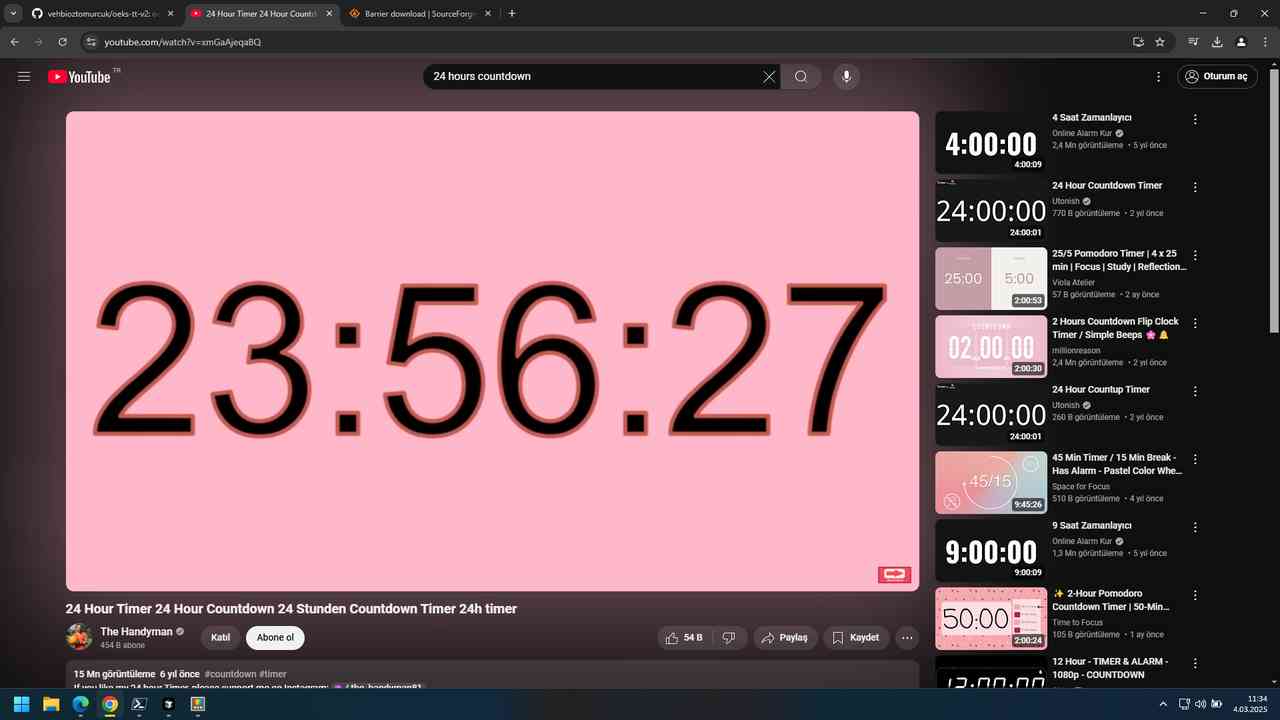 vehbioztomurcuk/oeks-tt-v2:
24 Hour Timer 24 Hour Countd
Barrier download | SourceForge
youtube.com/watch?v=xmGaAjeqaBQ
YouTube TR
24 hours countdown
Oturum aç
23:56:27
24 Hour Timer 24 Hour Countdown 24 Stunden Countdown Timer 24h timer
The Handyman
454 B abone
Katıl
Abone ol
54 B
Paylaş
Kaydet
15 Mn görüntüleme 6 yıl önce #countdown #timer
If you like my 24 hour Timer, please support me on Instagram: / the_handyman81
4:00:00
4:00:09
4 Saat Zamanlayıcı
Online Alarm Kur
2,4 Mn görüntüleme • 5 yıl önce
24:00:00
24:00:01
24 Hour Countdown Timer
Utonish
770 B görüntüleme • 2 yıl önce
25:00
5:00
2:00:53
25/5 Pomodoro Timer | 4 x 25
min | Focus | Study | Reflection...
Viola Atelier
57 B görüntüleme • 2 ay önce
COUNTDOWN
02 00 00
2:00:30
2 Hours Countdown Flip Clock
Timer / Simple Beeps 🌸 🔔
millionreason
2,4 Mn görüntüleme • 2 yıl önce
24:00:00
24:00:01
24 Hour Countup Timer
Utonish
260 B görüntüleme • 2 yıl önce
45/15
9:45:26
45 Min Timer / 15 Min Break -
Has Alarm - Pastel Color Whe...
Space for Focus
510 B görüntüleme • 4 yıl önce
9:00:00
9:00:09
9 Saat Zamanlayıcı
Online Alarm Kur
1,3 Mn görüntüleme • 5 yıl önce
50:00
2:00:24
✨ 2-Hour Pomodoro
Countdown Timer | 50-Min...
Time to Focus
105 B görüntüleme • 1 ay önce
12:00:00
12 Hour - TIMER & ALARM -
1080p - COUNTDOWN
11:34
4.03.2025